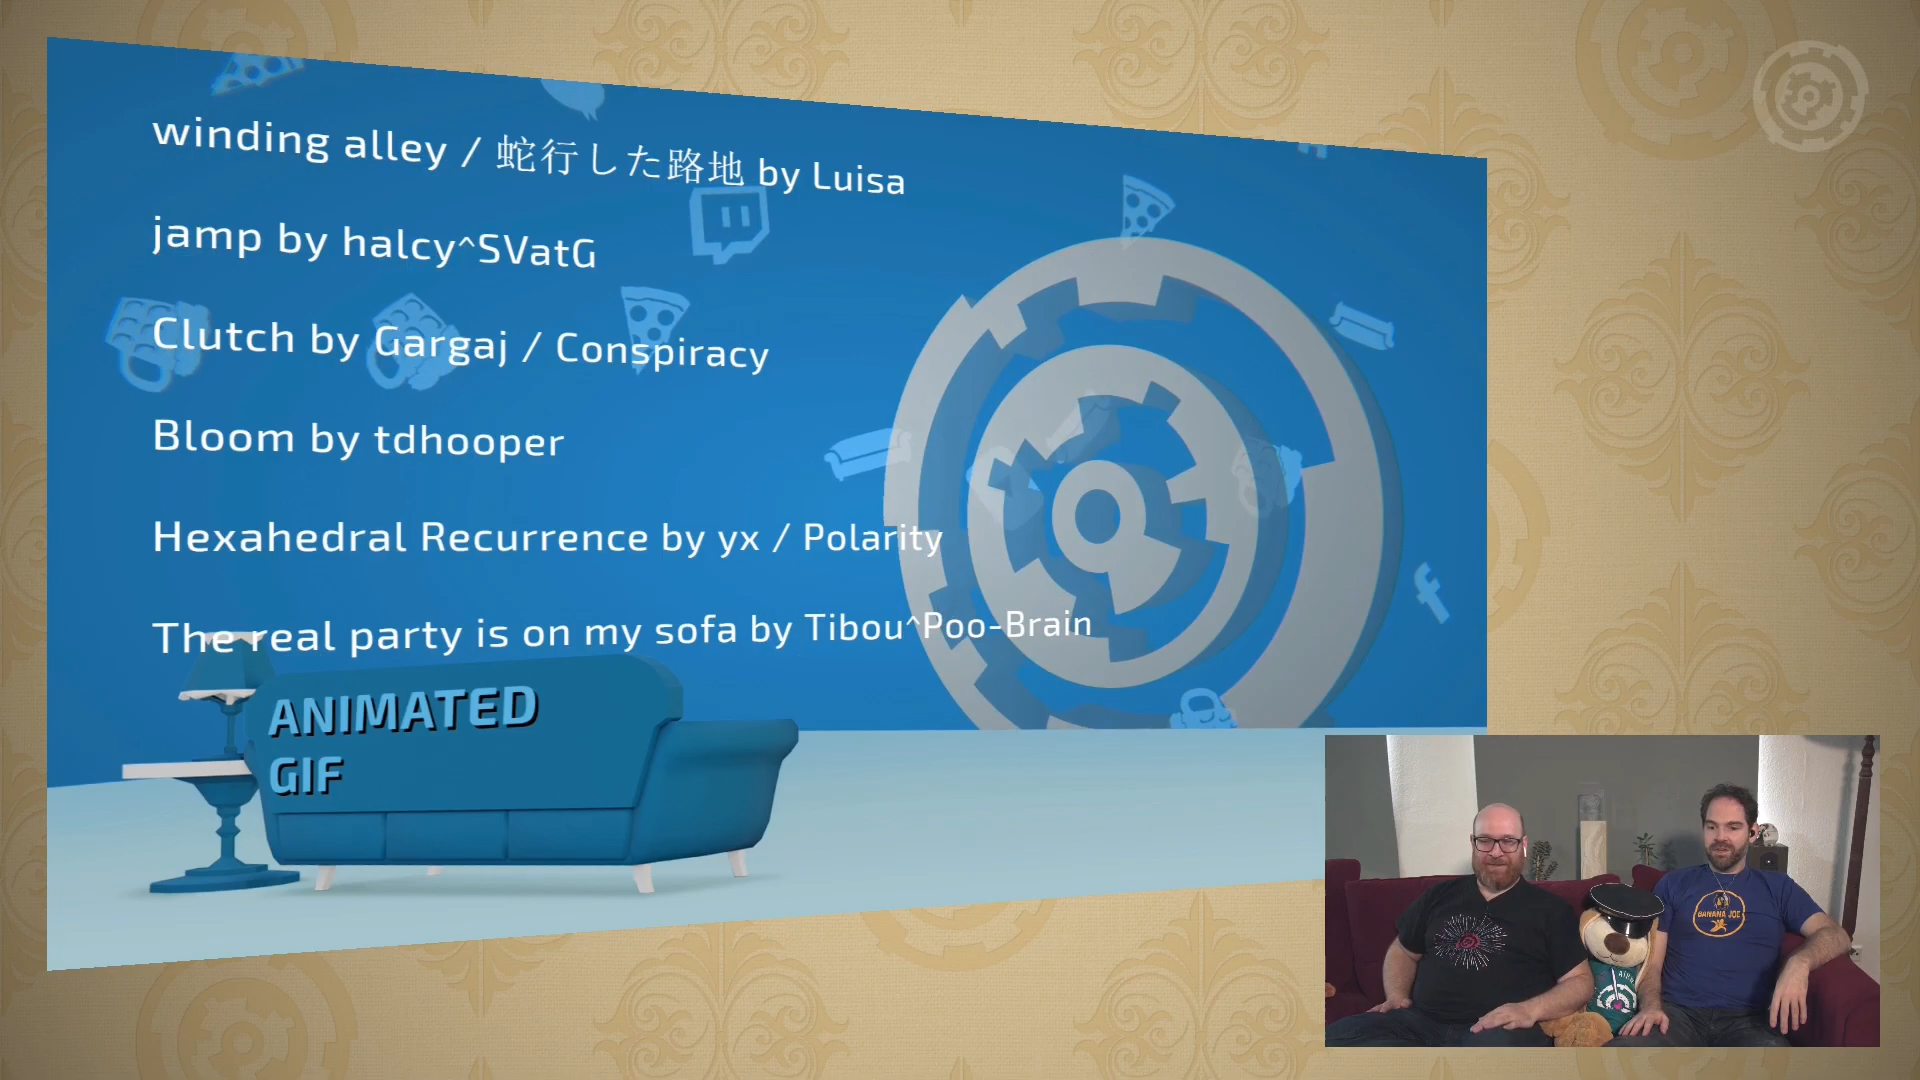 winding alley / 蛇行した路地 by Luisa
jamp by halcy^SVatG
Clutch by Gargaj / Conspiracy
Bloom by tdhooper
Hexahedral Recurrence by yx / Polarity
The real party is on my sofa by Tibou^Poo-Brain
ANIMATED
GIF
BANANA JOE